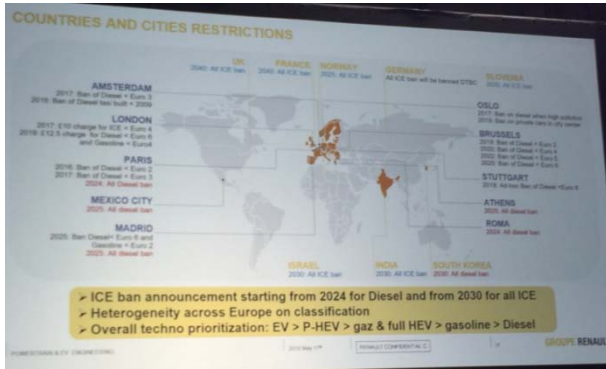 COUNTRIES AND CITIES RESTRICTIONS
UK
2040: All ICE ban
FRANCE
2040: All ICE ban
NORWAY
2025: All ICE ban
GERMANY
All ICE will be banned DTBC
SLOVENIA
2030: All ICE ban
AMSTERDAM
2017: Ban of Diesel < Euro 3
2018: Ban of Diesel taxi built < 2009
LONDON
2017: £10 charge for ICE < Euro 4
2019: £12.5 charge for Diesel < Euro 6
and Gasoline < Euro4
PARIS
2016: Ban of Diesel < Euro 2
2017: Ban of Diesel < Euro 3
2024: All Diesel ban
MEXICO CITY
2025: All diesel ban
MADRID
2025: Ban Diesel< Euro 6 and
Gasoline < Euro 2
2025: All diesel ban
OSLO
2017: Ban on diesel when high pollution
2019: Ban on private cars in city center
BRUSSELS
2019: Ban of Diesel < Euro 3
2020: Ban of Diesel < Euro 4
2022: Ban of Diesel < Euro 5
2025: Ban of Diesel < Euro 6
STUTTGART
2018: Ad-hoc Ban of Diesel <Euro 6
ATHENS
2025: All diesel ban
ROMA
2024: All diesel ban
ISRAEL
2030: All ICE ban
INDIA
2030: All ICE ban
SOUTH KOREA
2030: All diesel ban
➤ ICE ban announcement starting from 2024 for Diesel and from 2030 for all ICE
➤ Heterogeneity across Europe on classification
➤ Overall techno prioritization: EV > P-HEV > gaz & full HEV > gasoline > Diesel
POWERTRAIN & EV ENGINEERING
RENAULT CONFIDENTIAL C
GROUPE RENAULT